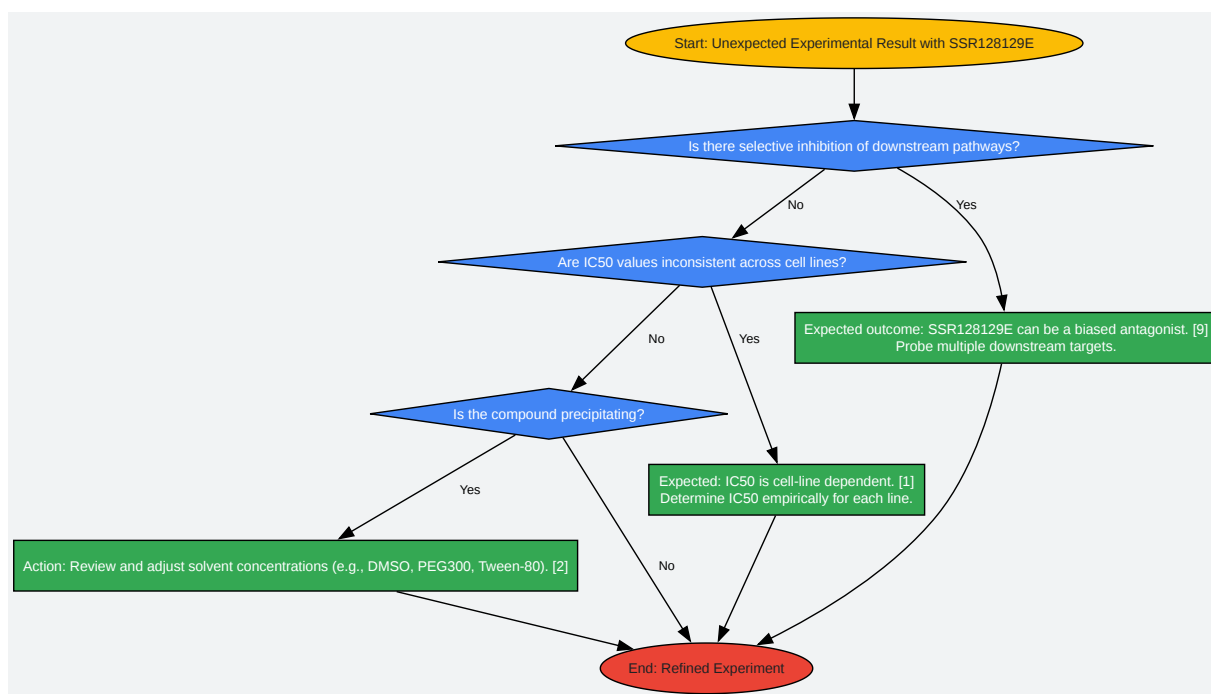 Start: Unexpected Experimental Result with SSR128129E
Is there selective inhibition of downstream pathways?
No
Yes
Are IC50 values inconsistent across cell lines?
Expected outcome: SSR128129E can be a biased antagonist. [9]
Probe multiple downstream targets.
No
Yes
Is the compound precipitating?
Expected: IC50 is cell-line dependent. [1]
Determine IC50 empirically for each line.
Yes
Action: Review and adjust solvent concentrations (e.g., DMSO, PEG300, Tween-80). [2]
No
End: Refined Experiment